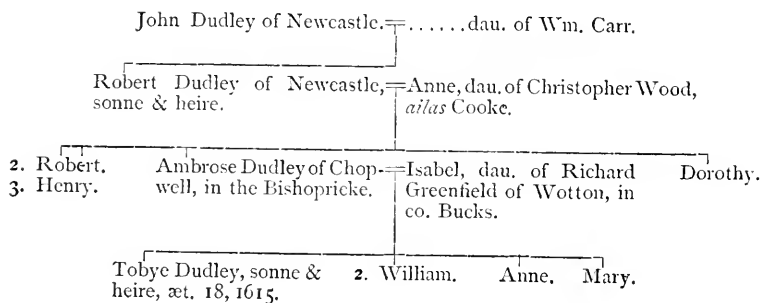 John Dudley of Newcastle.=......dau. of Wm. Carr.
Robert Dudley of Newcastle,=Anne, dau. of Christopher Wood,
sonne & heire. ailas Cooke.
2. Robert. Ambrose Dudley of Chop-=Isabel, dau. of Richard Dorothy.
3. Henry. well, in the Bishopricke. Greenfield of Wotton, in
co. Bucks.
Tobye Dudley, sonne & 2. William. Anne. Mary.
heire, æt. 18, 1615.